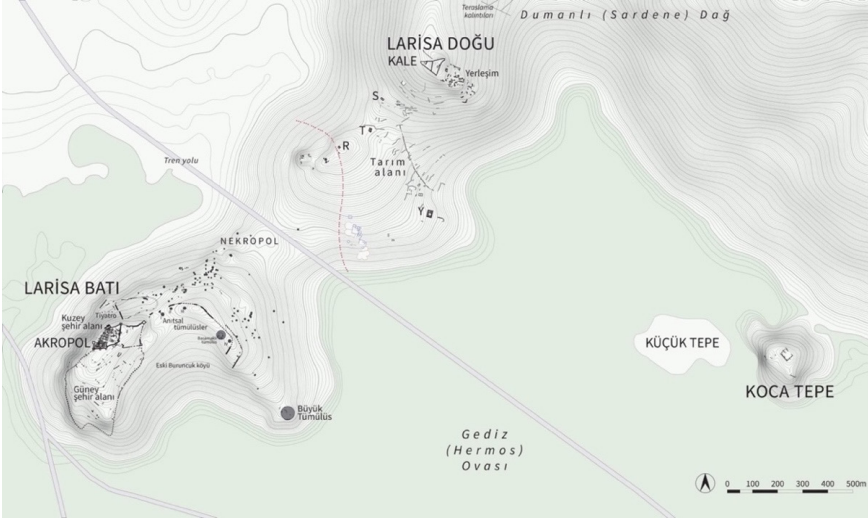 Teraslama
kalıntıları
Dumanlı (Sardene) Dağ
LARİSA DOĞU
KALE
Yerleşim
S
T
R
Tarım
alanı
Y
Tren yolu
NEKROPOL
LARİSA BATI
Kuzey
şehir alanı
Tiyatro
Anıtsal
tümülüsler
AKROPOL
Eski Buruncuk köyü
Güney
şehir alanı
Büyük
Tümülüs
KÜÇÜK TEPE
KOCA TEPE
Gediz
(Hermos)
Ovası
0 100 200 300 400 500m